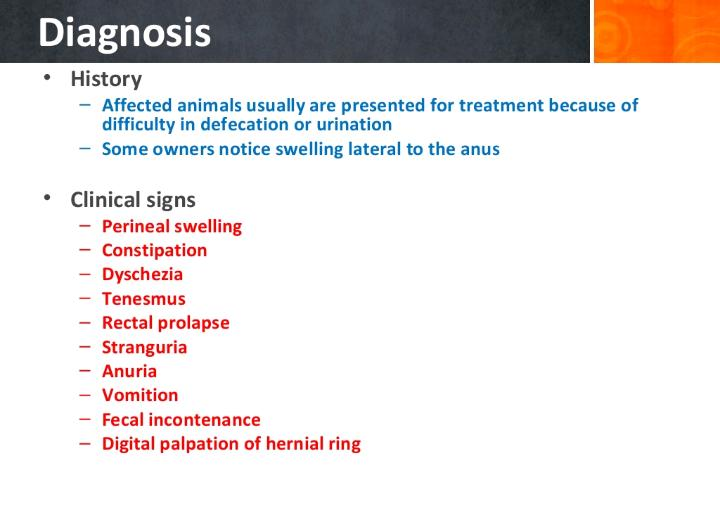 Diagnosis
• History
– Affected animals usually are presented for treatment because of
difficulty in defecation or urination
– Some owners notice swelling lateral to the anus
• Clinical signs
– Perineal swelling
– Constipation
– Dyschezia
– Tenesmus
– Rectal prolapse
– Stranguria
– Anuria
– Vomition
– Fecal incontenance
– Digital palpation of hernial ring